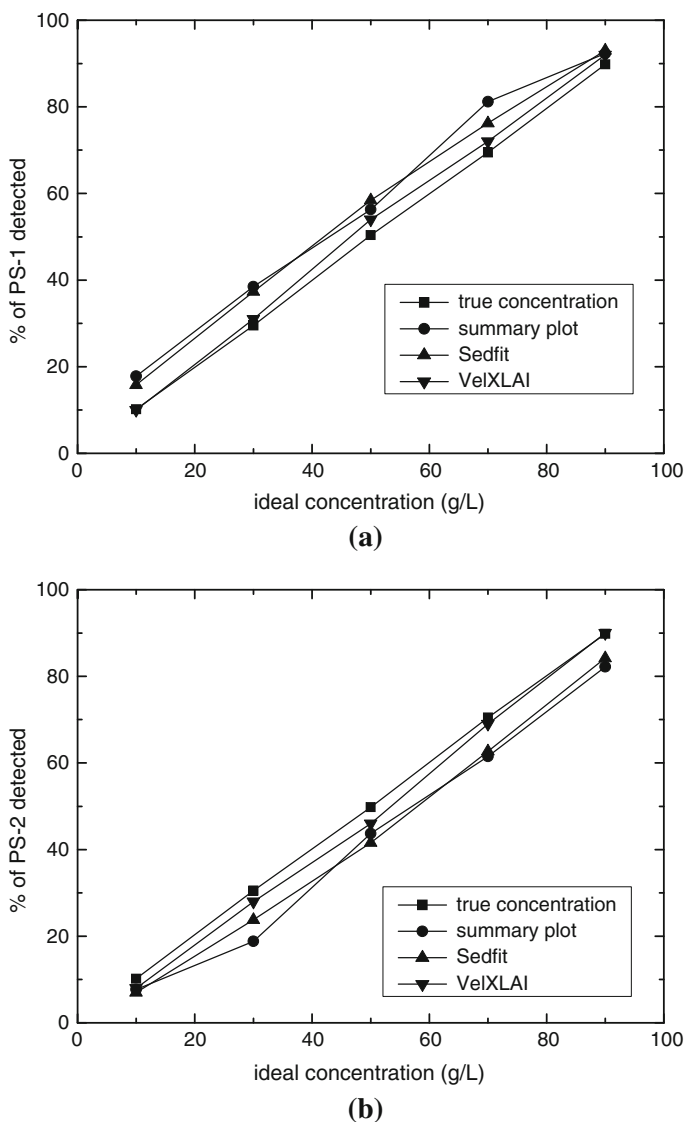 100
80
60
40
20
0
% of PS-1 detected
true concentration
summary plot
Sedfit
VelXLAI
0 20 40 60 80 100
ideal concentration (g/L)
(a)
100
80
60
40
20
0
% of PS-2 detected
true concentration
summary plot
Sedfit
VelXLAI
0 20 40 60 80 100
ideal concentration (g/L)
(b)